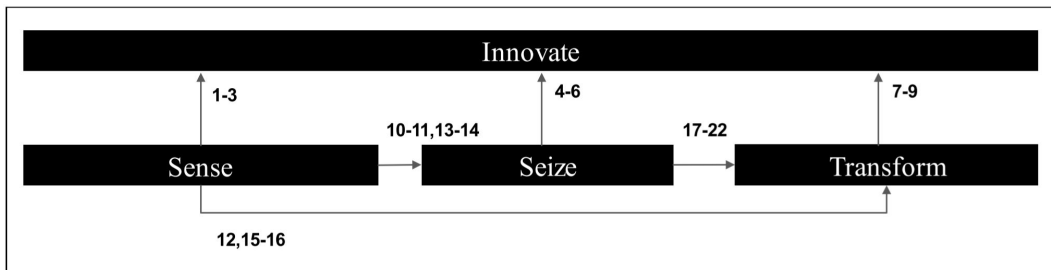 Innovate
1-3
4-6
7-9
10-11,13-14
17-22
Sense
Seize
Transform
12,15-16